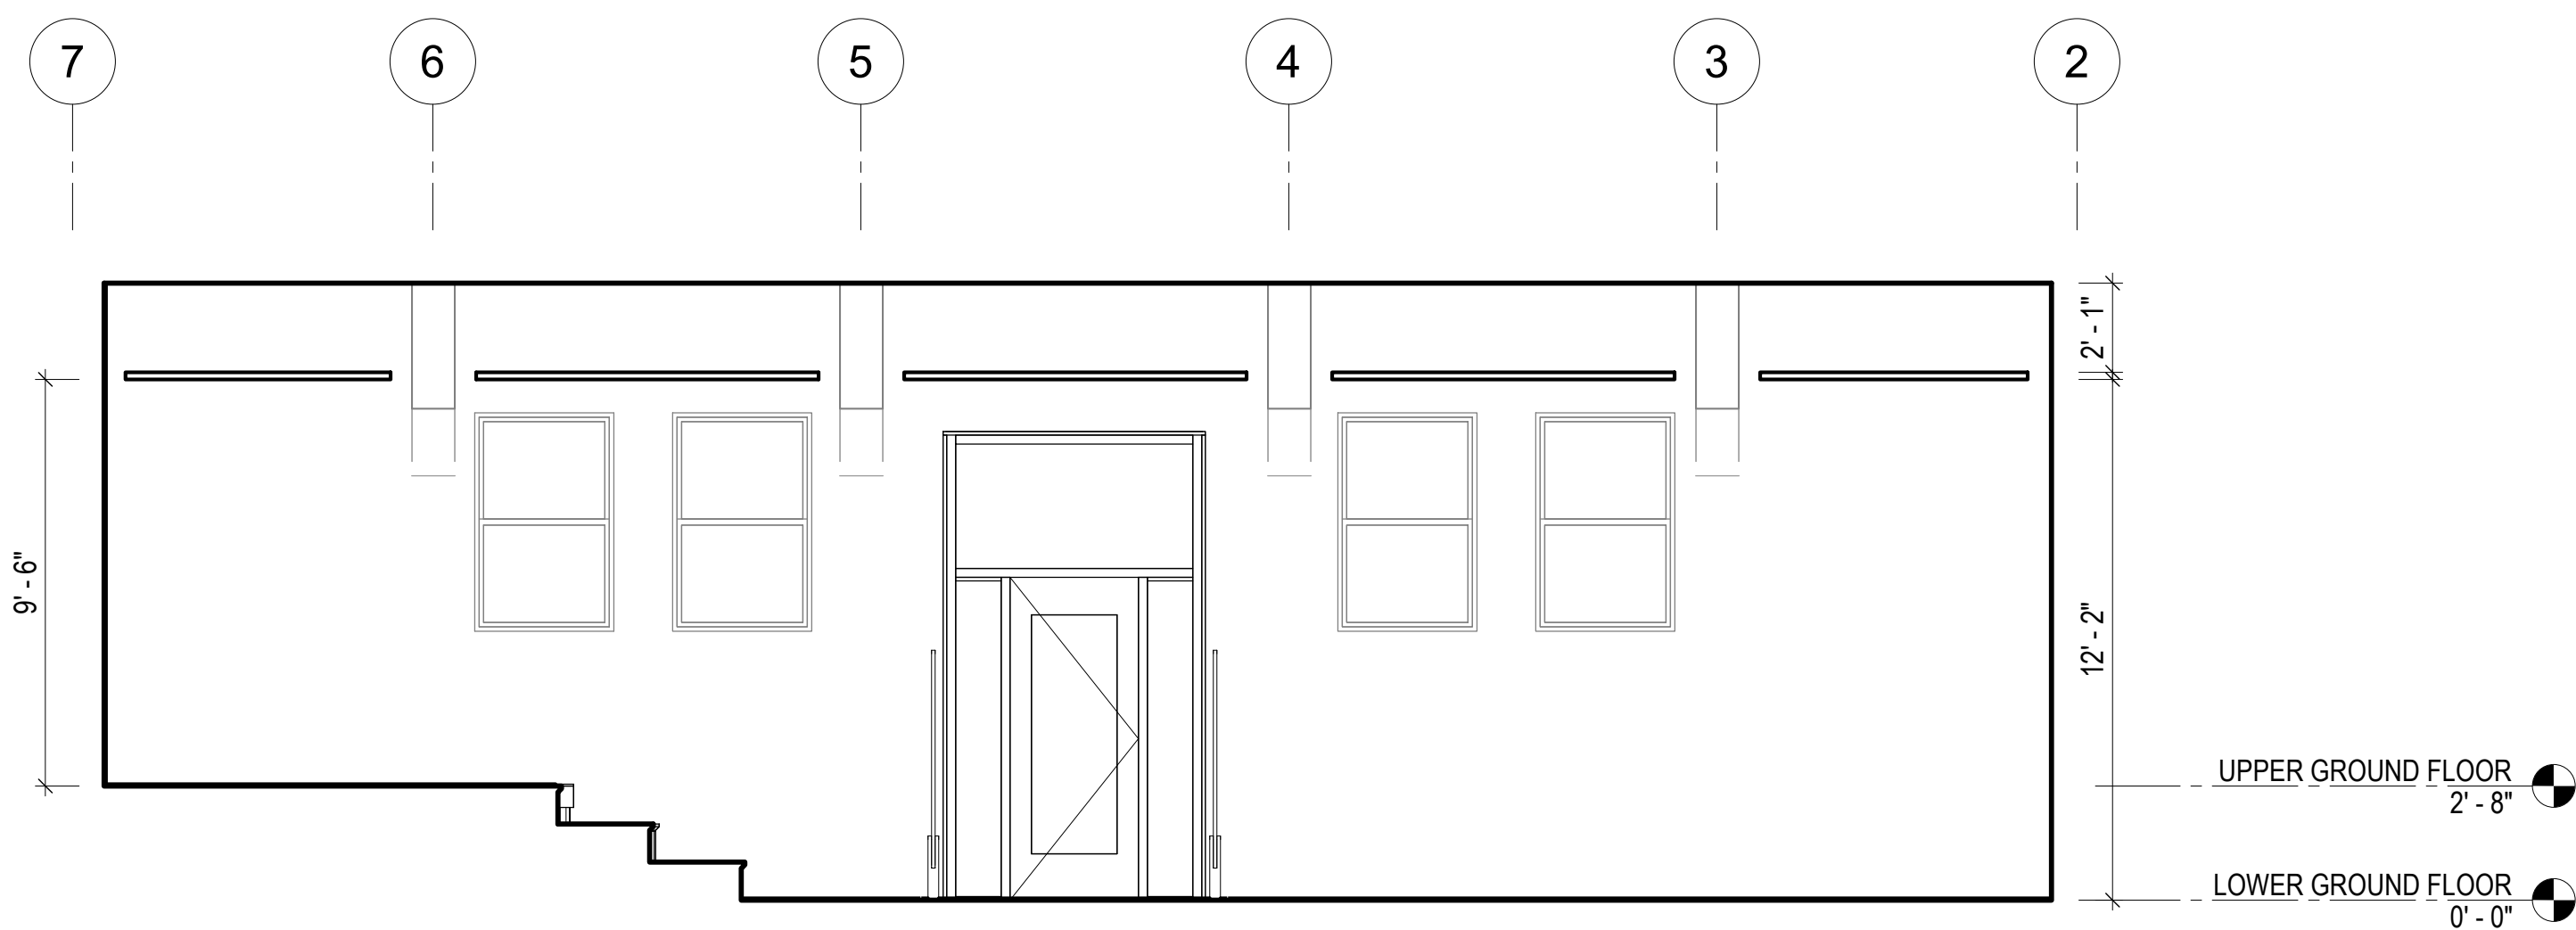 7 6 5 4 3 2
2' - 1"
9' - 6"
12' - 2"
UPPER GROUND FLOOR
2' - 8"
LOWER GROUND FLOOR
0' - 0"